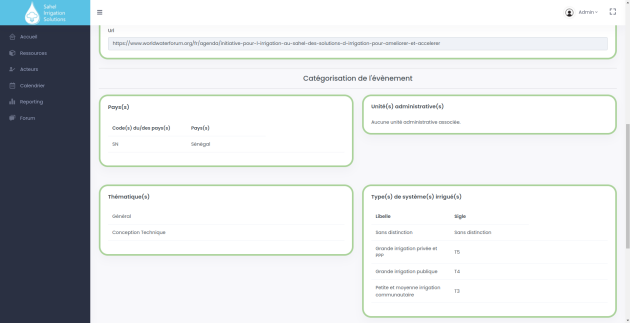 Sahel
Irrigation
Solutions
Admin
Accueil
Ressources
Acteurs
Calendrier
Reporting
Forum
Url
https://www.worldwaterforum.org/fr/agenda/initiative-pour-l-irrigation-au-sahel-des-solutions-d-irrigation-pour-ameliorer-et-accelerer
Catégorisation de l'événement
Pays(s)
Code(s) du/des pays(s) Pays(s)
SN Sénégal
Unité(s) administrative(s)
Aucune unité administrative associée.
Thématique(s)
Général
Conception Technique
Type(s) de système(s) irrigué(s)
Libelle Sigle
Sans distinction Sans distinction
Grande irrigation privée et
PPP T5
Grande irrigation publique T4
Petite et moyenne irrigation
communautaire T3